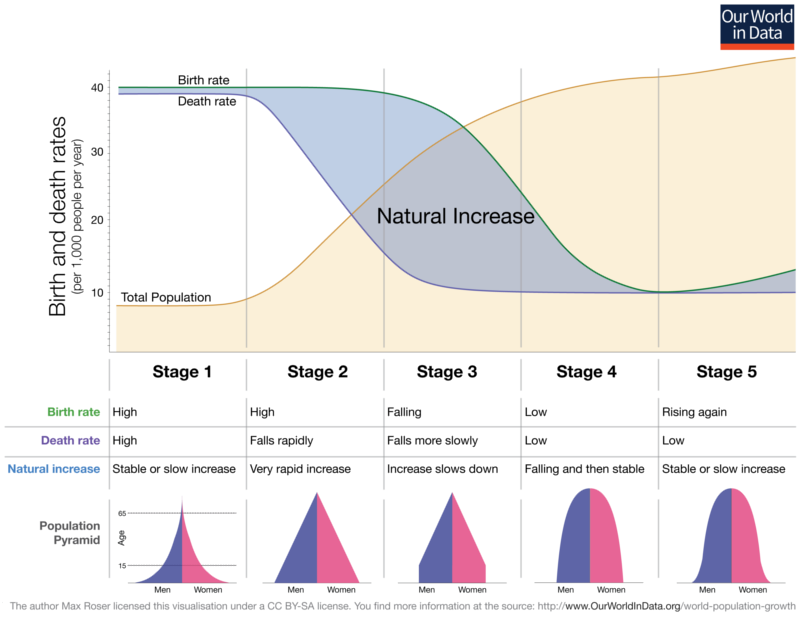 Our World
in Data
Birth rate
Death rate
40
30
20
10
Birth and death rates
(per 1,000 people per year)
Natural Increase
Total Population
Stage 1 Stage 2 Stage 3 Stage 4 Stage 5
Birth rate High High Falling Low Rising again
Death rate High Falls rapidly Falls more slowly Low Low
Natural increase Stable or slow increase Very rapid increase Increase slows down Falling and then stable Stable or slow increase
Population
Pyramid
65
Age
15
Men Women Men Women Men Women Men Women Men Women
The author Max Roser licensed this visualisation under a CC BY-SA license. You find more information at the source: http://www.OurWorldInData.org/world-population-growth